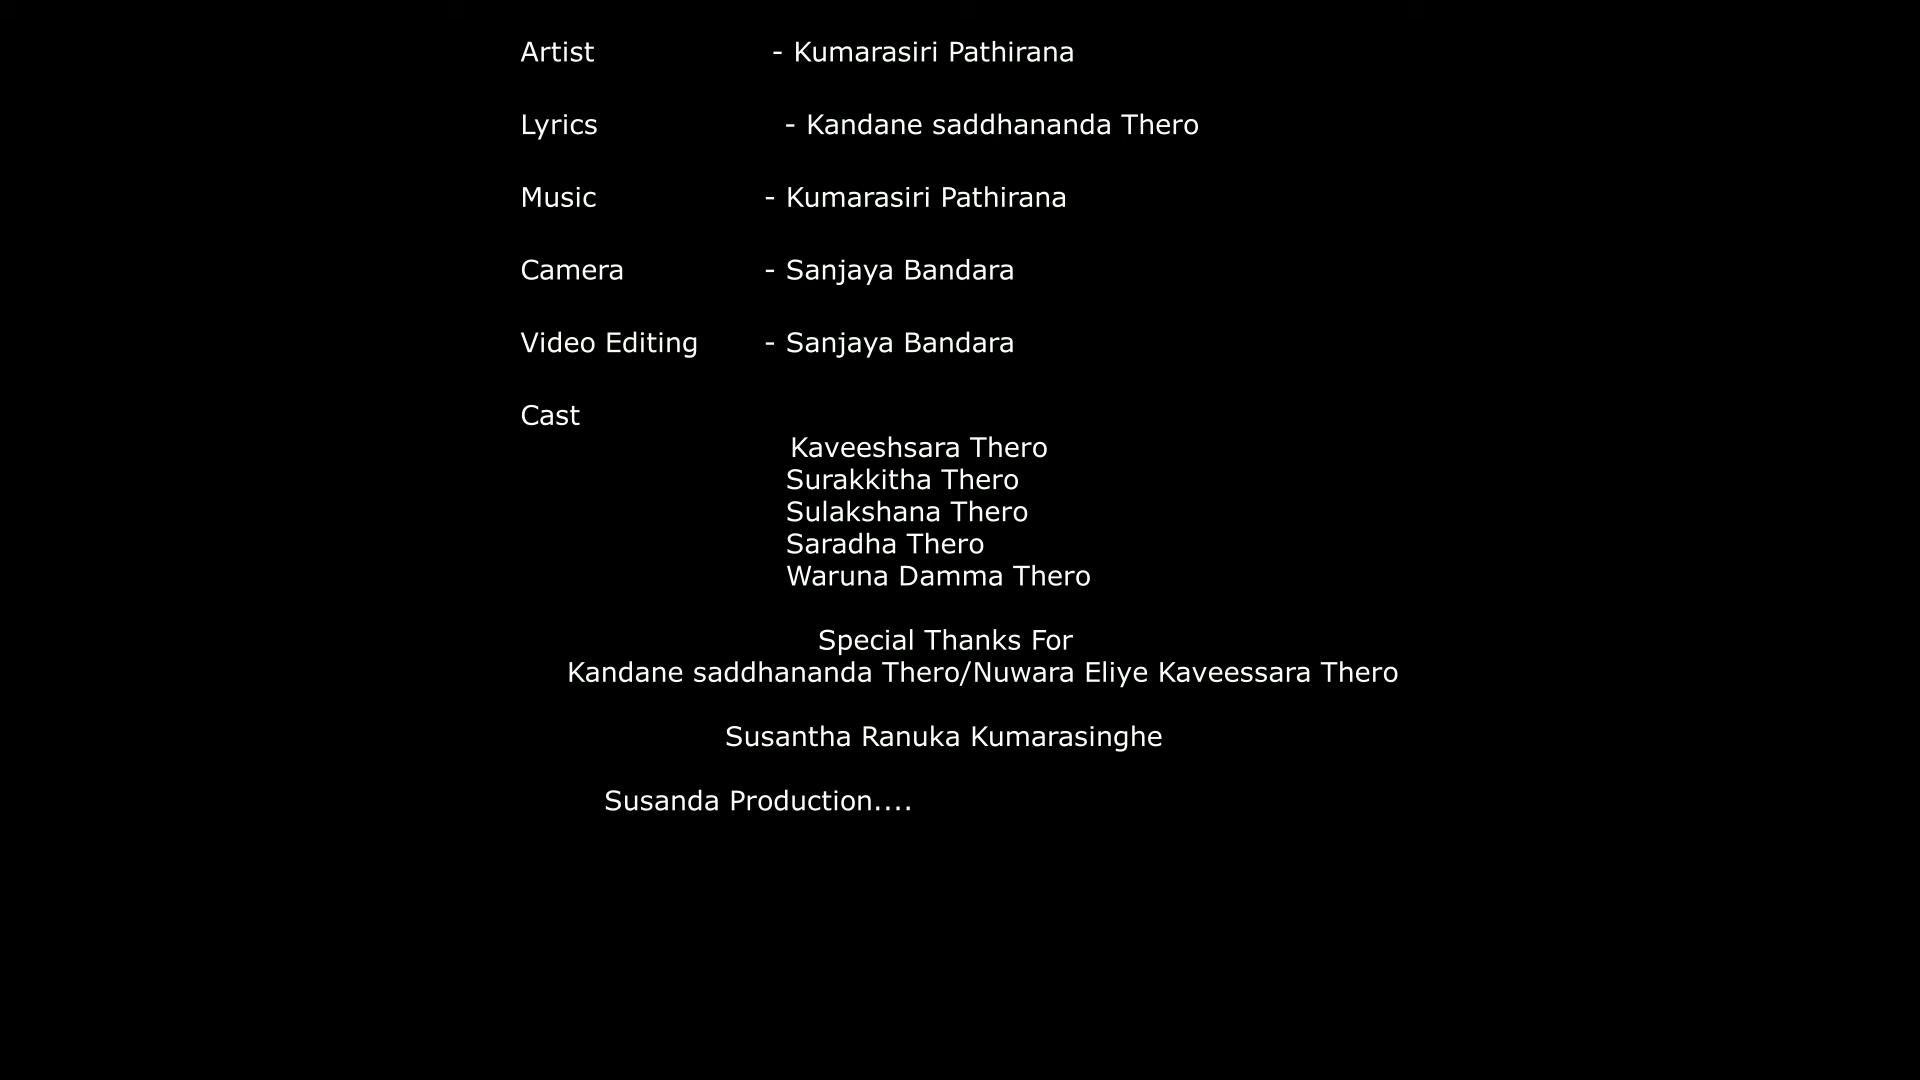 Artist - Kumarasiri Pathirana
Lyrics - Kandane saddhananda Thero
Music - Kumarasiri Pathirana
Camera - Sanjaya Bandara
Video Editing - Sanjaya Bandara
Cast
Kaveeshsara Thero
Surakkitha Thero
Sulakshana Thero
Saradha Thero
Waruna Damma Thero
Special Thanks For
Kandane saddhananda Thero/Nuwara Eliye Kaveessara Thero
Susantha Ranuka Kumarasinghe
Susanda Production....